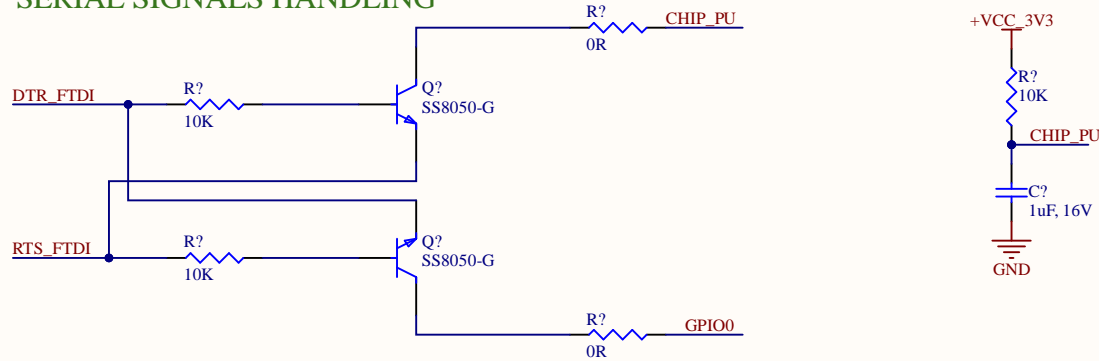 SERIAL SIGNALS HANDLING
R?
CHIP_PU
0R
+VCC_3V3
R?
10K
DTR_FTDI
R?
10K
Q?
SS8050-G
CHIP_PU
C?
1uF, 16V
GND
RTS_FTDI
R?
10K
Q?
SS8050-G
R?
GPIO0
0R